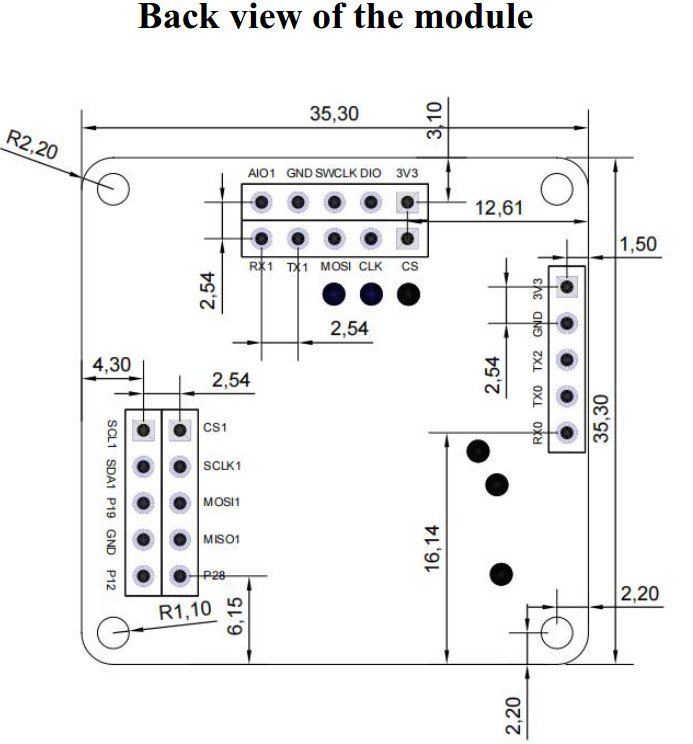 Back view of the module
35,30
3,10
R2,20
AIO1 GND SWCLK DIO 3V3
12,61
1,50
RX1 TX1 MOSI CLK CS
2,54
2,54
3V3
GND
TX2
TX0
RX0
2,54
35,30
4,30
2,54
SCL1
SDA1
P19
GND
P12
CS1
SCLK1
MOSI1
MISO1
P28
16,14
R1,10
6,15
2,20
2,20